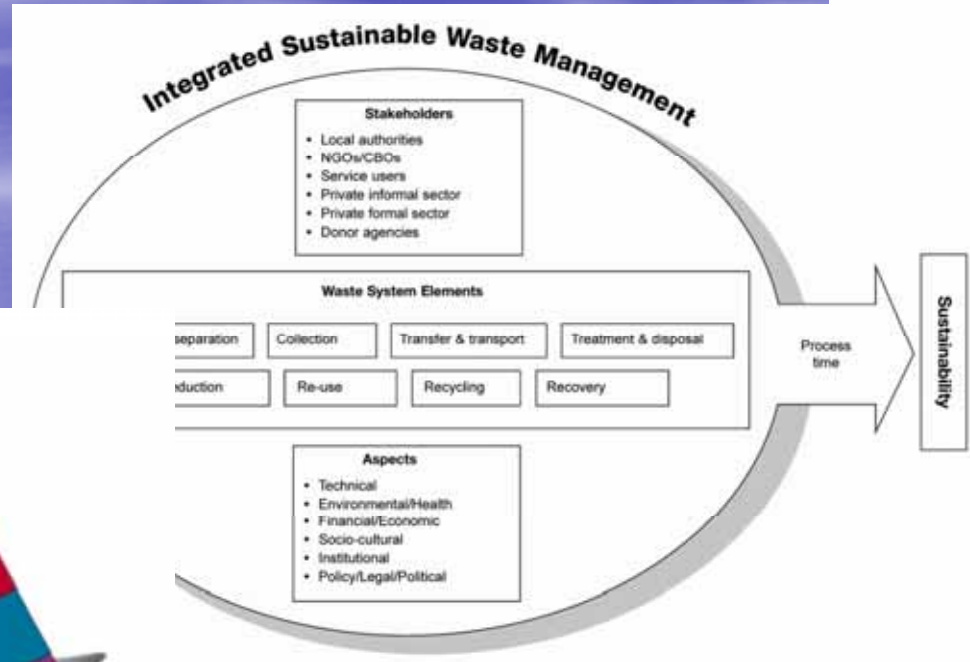 Integrated Sustainable Waste Management
Stakeholders
• Local authorities
• NGOs/CBOs
• Service users
• Private informal sector
• Private formal sector
• Donor agencies
Waste System Elements
separation
Collection
Transfer & transport
Treatment & disposal
eduction
Re-use
Recycling
Recovery
Process
time
Sustainability
Aspects
• Technical
• Environmental/Health
• Financial/Economic
• Socio-cultural
• Institutional
• Policy/Legal/Political